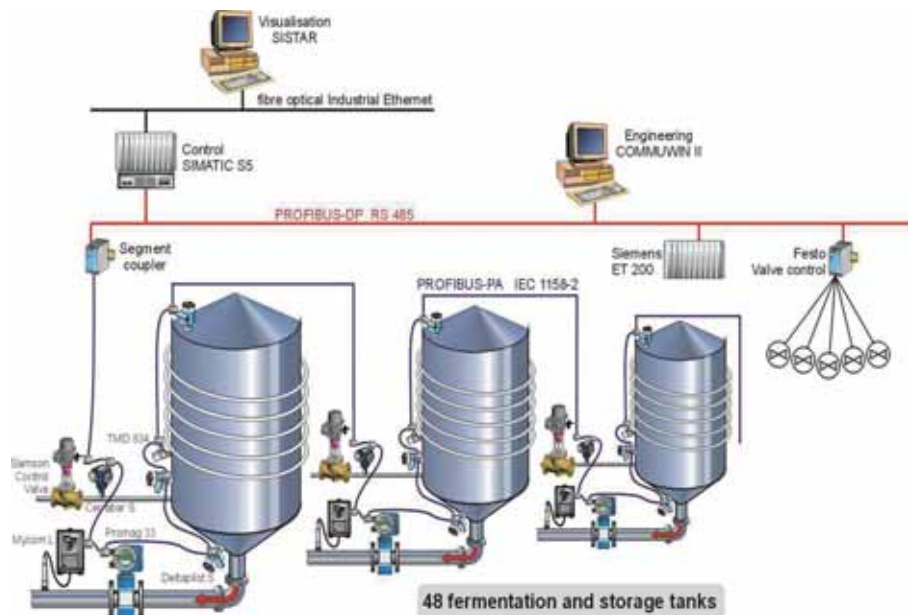 Visualisation
SISTAR
fibre optical Industrial Ethernet
Control
SIMATIC S5
Engineering
COMMUWIN II
PROFIBUS-DP RS 485
Segment
coupler
Siemens
ET 200
Festo
Valve control
PROFIBUS-PA IEC 1158-2
TMD 834
Samson
Control
Valve
Cerabar S
Mycom L
Promag 33
Deltapilot S
48 fermentation and storage tanks